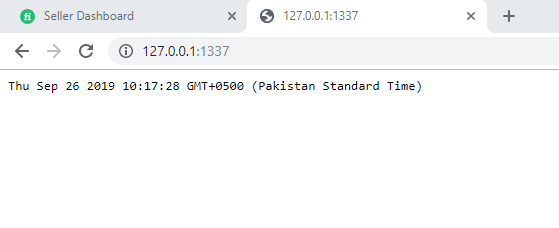 fi Seller Dashboard
127.0.0.1:1337
127.0.0.1:1337
Thu Sep 26 2019 10:17:28 GMT+0500 (Pakistan Standard Time)